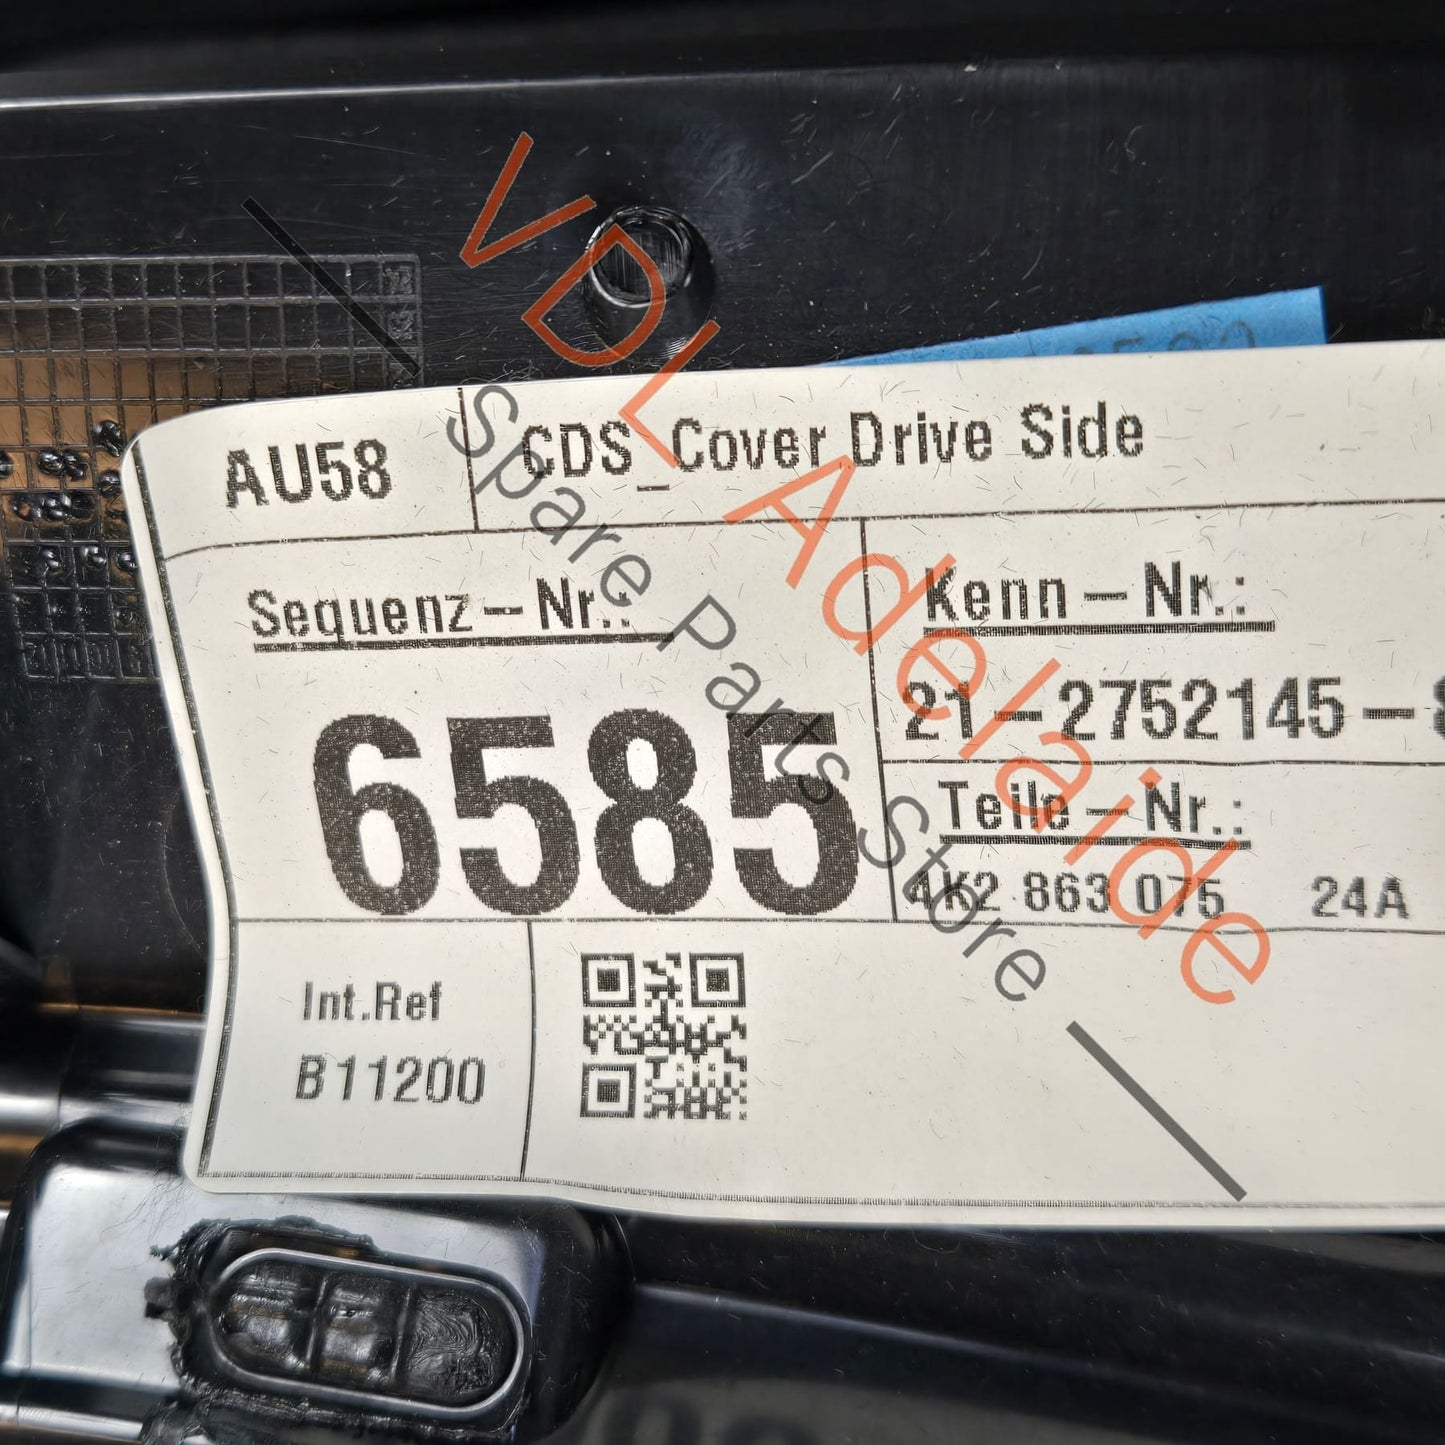 AU58 CDS_Cover Drive Side
Sequenz-Nr.:
6585
Kenn-Nr.:
21-2752145-
Teile-Nr.:
4K2 863 075 24A
Int.Ref
B11200
VDL Adelaide
Spare Parts Store